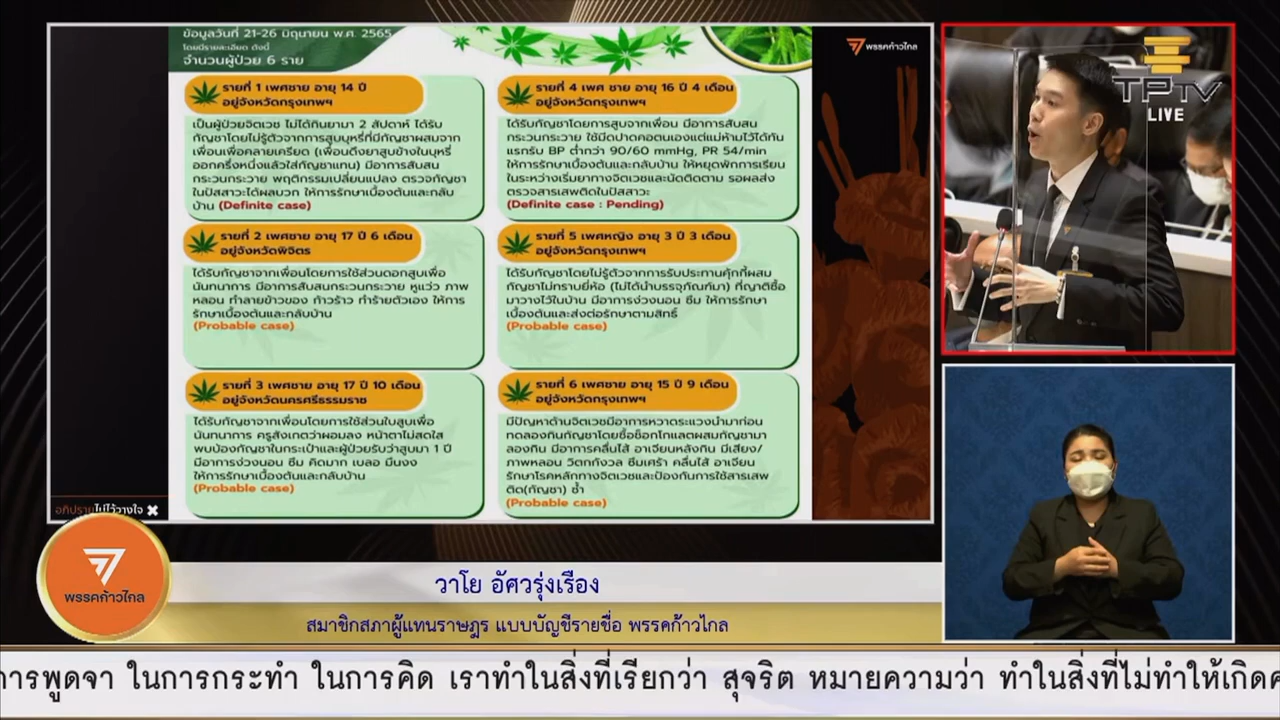 ข้อมูลวันที่ 21-26 มิถุนายน พ.ศ. 2565
โดยมีรายละเอียด ดังนี้
จำนวนผู้ป่วย 6 ราย
พรรคก้าวไกล
รายที่ 1 เพศชาย อายุ 14 ปี
อยู่จังหวัดกรุงเทพฯ
เป็นผู้ป่วยจิตเวช ไม่ได้กินยามา 2 สัปดาห์ ได้รับ
กัญชาโดยไม่รู้ตัวจากการสูบบุหรี่ที่มีกัญชาผสมจาก
เพื่อนเพื่อคลายเครียด (เพื่อนดึงยาสูบข้างในบุหรี่
ออกครึ่งหนึ่งแล้วใส่กัญชาแทน) มีอาการสับสน
กระวนกระวาย พฤติกรรมเปลี่ยนแปลง ตรวจกัญชา
ในปัสสาวะได้ผลบวก ให้การรักษาเบื้องต้นและกลับ
บ้าน (Definite case)
รายที่ 2 เพศชาย อายุ 17 ปี 6 เดือน
อยู่จังหวัดพิจิตร
ได้รับกัญชาจากเพื่อนโดยการใช้ส่วนดอกสูบเพื่อ
นันทนาการ มีอาการสับสนกระวนกระวาย หูแว่ว ภาพ
หลอน ทำลายข้าวของ ก้าวร้าว ทำร้ายตัวเอง ให้การ
รักษาเบื้องต้นและกลับบ้าน
(Probable case)
รายที่ 3 เพศชาย อายุ 17 ปี 10 เดือน
อยู่จังหวัดนครศรีธรรมราช
ได้รับกัญชาจากเพื่อนโดยการใช้ส่วนใบสูบเพื่อ
นันทนาการ ครูสังเกตว่าผอมลง หน้าตาไม่สดใส
พบบ้องกัญชาในกระเป๋าและผู้ป่วยรับว่าสูบมา 1 ปี
มีอาการง่วงนอน ซึม คิดมาก เบลอ มึนงง
ให้การรักษาเบื้องต้นและกลับบ้าน
(Probable case)
รายที่ 4 เพศ ชาย อายุ 16 ปี 4 เดือน
อยู่จังหวัดกรุงเทพฯ
ได้รับกัญชาโดยการสูบจากเพื่อน มีอาการสับสน
กระวนกระวาย ใช้มีดปาดคอตนเองแต่แม่ห้ามไว้ได้ทัน
แรกรับ BP ต่ำกว่า 90/60 mmHg, PR 54/min
ให้การรักษาเบื้องต้นและกลับบ้าน ให้หยุดพักการเรียน
ในระหว่างเริ่มยาทางจิตเวชและนัดติดตาม รอผลส่ง
ตรวจสารเสพติดในปัสสาวะ
(Definite case : Pending)
รายที่ 5 เพศหญิง อายุ 3 ปี 3 เดือน
อยู่จังหวัดกรุงเทพฯ
ได้รับกัญชาโดยไม่รู้ตัวจากการรับประทานคุ้กกี้ผสม
กัญชาไม่ทราบยี่ห้อ (ไม่ได้นำบรรจุภัณฑ์มา) ที่ญาติซื้อ
มาวางไว้ในบ้าน มีอาการง่วงนอน ซึม ให้การรักษา
เบื้องต้นและส่งต่อรักษาตามสิทธิ์
(Probable case)
รายที่ 6 เพศชาย อายุ 15 ปี 9 เดือน
อยู่จังหวัดกรุงเทพฯ
มีปัญหาด้านจิตเวชมีอาการหวาดระแวงนำมาก่อน
ทดลองกินกัญชาโดยซื้อช็อกโกแลตผสมกัญชามา
ลองกิน มีอาการคลื่นไส้ อาเจียนหลังกิน มีเสียง/
ภาพหลอน วิตกกังวล ซึมเศร้า คลื่นไส้ อาเจียน
รักษาโรคหลักทางจิตเวชและป้องกันการใช้สารเสพ
ติด(กัญชา) ซ้ำ
(Probable case)
อภิปรายไม่ไว้วางใจ
TPTV
LIVE
พรรคก้าวไกล
วาโย อัศวรุ่งเรือง
สมาชิกสภาผู้แทนราษฎร แบบบัญชีรายชื่อ พรรคก้าวไกล
การพูดจา ในการกระทำ ในการคิด เราทำในสิ่งที่เรียกว่า สุจริต หมายความว่า ทำในสิ่งที่ไม่ทำให้เกิด